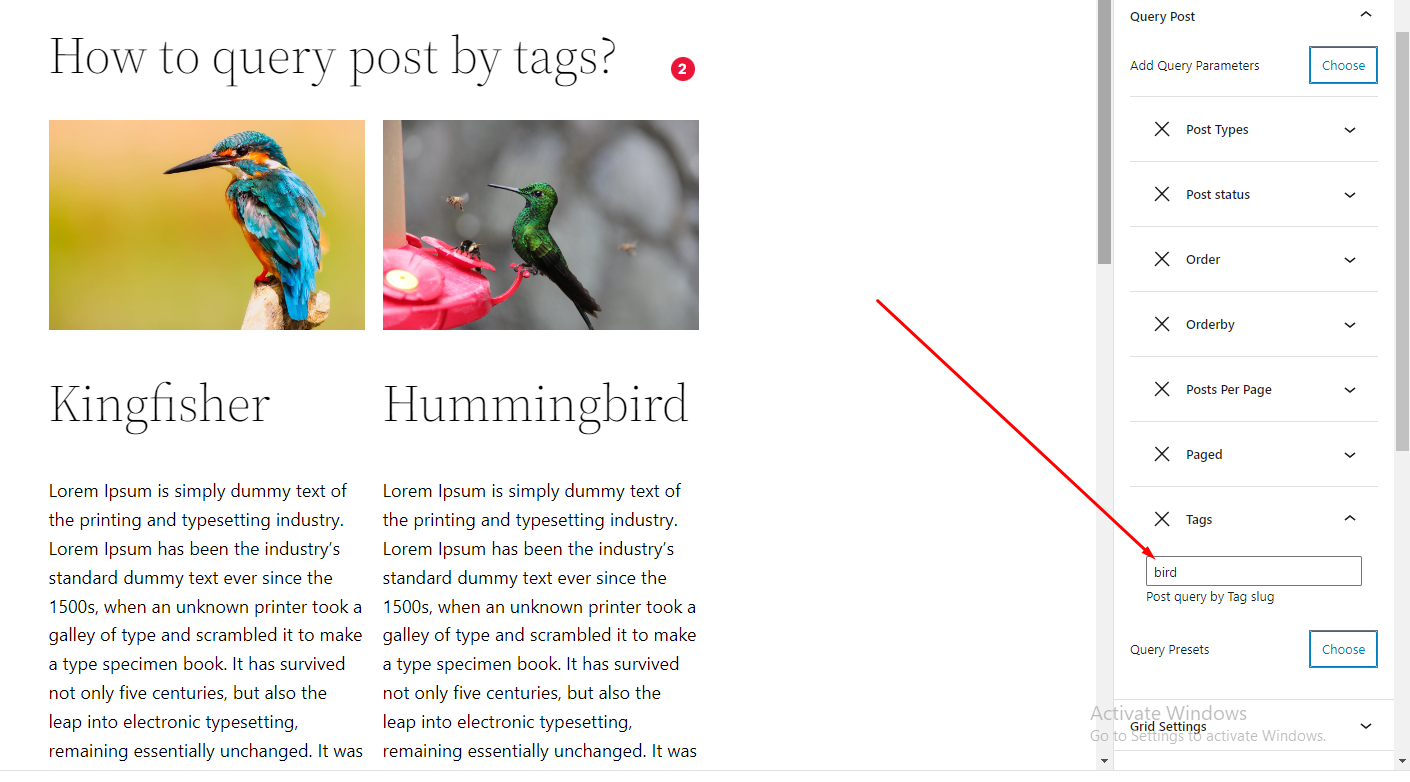 How to query post by tags?
2
Kingfisher
Lorem Ipsum is simply dummy text of
the printing and typesetting industry.
Lorem Ipsum has been the industry’s
standard dummy text ever since the
1500s, when an unknown printer took a
galley of type and scrambled it to make
a type specimen book. It has survived
not only five centuries, but also the
leap into electronic typesetting,
remaining essentially unchanged. It was
Hummingbird
Lorem Ipsum is simply dummy text of
the printing and typesetting industry.
Lorem Ipsum has been the industry’s
standard dummy text ever since the
1500s, when an unknown printer took a
galley of type and scrambled it to make
a type specimen book. It has survived
not only five centuries, but also the
leap into electronic typesetting,
remaining essentially unchanged. It was
Query Post
Add Query Parameters
Choose
Post Types
Post status
Order
Orderby
Posts Per Page
Paged
Tags
bird
Post query by Tag slug
Query Presets
Choose
Grid Settings
Activate Windows
Go to Settings to activate Windows.